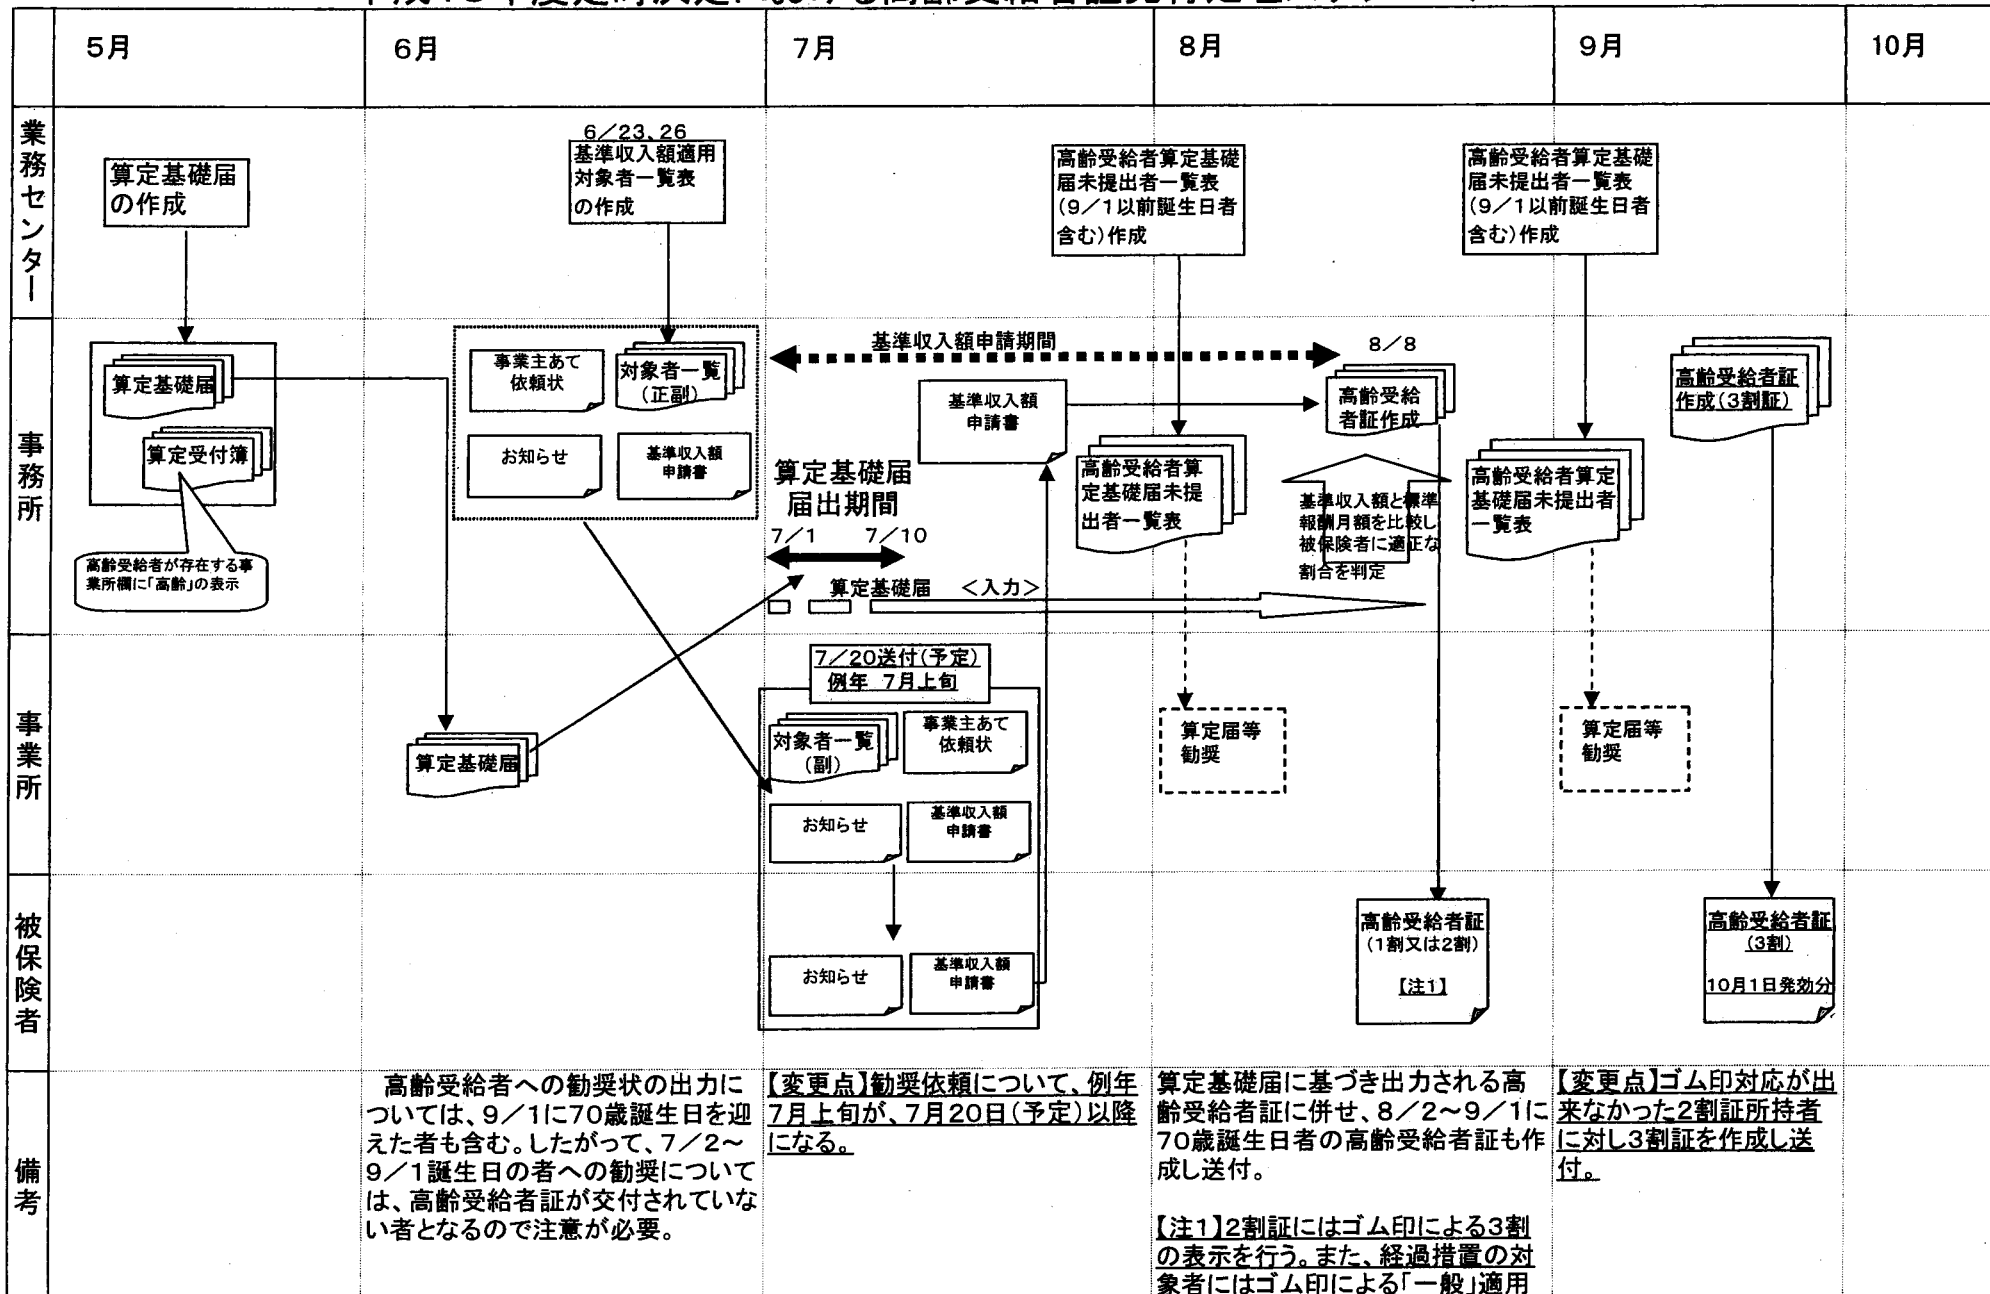 5月
6月
7月
8月
9月
10月
業務センター
算定基礎届
の作成
6/23、26
基準収入額適用
対象者一覧表
の作成
高齢受給者算定基礎
届未提出者一覧表
(9/1以前誕生日者
含む)作成
高齢受給者算定基礎
届未提出者一覧表
(9/1以前誕生日者
含む)作成
事務所
算定基礎届
算定受付簿
高齢受給者が存在する事
業所欄に「高齢」の表示
事業主あて
依頼状
対象者一覧
(正副)
お知らせ
基準収入額
申請書
基準収入額申請期間
算定基礎届
届出期間
7/1
7/10
算定基礎届
<入力>
基準収入額
申請書
高齢受給者算
定基礎届未提
出者一覧表
8/8
高齢受給
者証作成
基準収入額と標準
報酬月額を比較し
被保険者に適正な
割合を判定
高齢受給者算定
基礎届未提出者
一覧表
高齢受給者証
作成(3割証)
事業所
算定基礎届
7/20送付(予定)
例年 7月上旬
対象者一覧
(副)
事業主あて
依頼状
お知らせ
基準収入額
申請書
算定届等
勧奨
算定届等
勧奨
被保険者
お知らせ
基準収入額
申請書
高齢受給者証
(1割又は2割)
【注1】
高齢受給者証
(3割)
10月1日発効分
備考
高齢受給者への勧奨状の出力に
ついては、9/1に70歳誕生日を迎
えた者も含む。したがって、7/2~
9/1誕生日の者への勧奨について
は、高齢受給者証が交付されていな
い者となるので注意が必要。
【変更点】勧奨依頼について、例年
7月上旬が、7月20日(予定)以降
になる。
算定基礎届に基づき出力される高
齢受給者証に併せ、8/2~9/1に
70歳誕生日者の高齢受給者証も作
成し送付。
【注1】2割証にはゴム印による3割
の表示を行う。また、経過措置の対
象者にはゴム印による「一般」適用
【変更点】ゴム印対応が出
来なかった2割証所持者
に対し3割証を作成し送
付。